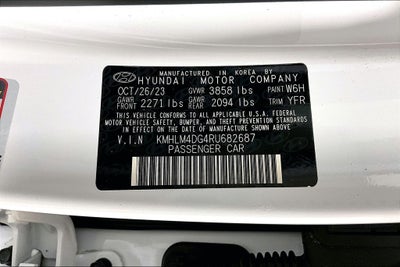 MANUFACTURED IN KOREA BY
HYUNDAI MOTOR COMPANY
OCT/26/23 GVWR 3858 lbs PAINT W6H
GAWR FRONT 2271 lbs GAWR REAR 2094 lbs TRIM YFR
THIS VEHICLE CONFORMS TO ALL APPLICABLE U.S.A. FEDERAL
MOTOR VEHICLE SAFETY, BUMPER, AND THEFT PREVENTION
STANDARDS IN EFFECT ON THE DATE OF MANUFACTURE
SHOWN ABOVE.
V.I.N KMHLM4DG4RU682687
PASSENGER CAR